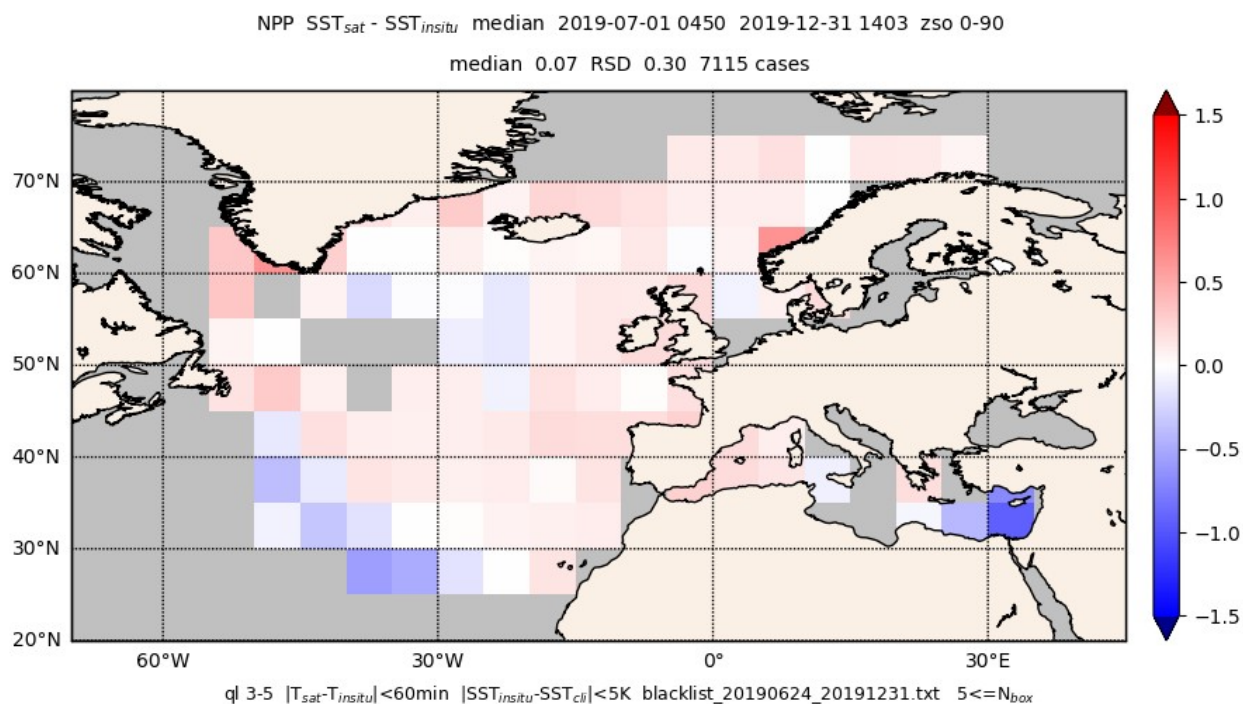 NPP SST_sat - SST_insitu median 2019-07-01 0450 2019-12-31 1403 zso 0-90
median 0.07 RSD 0.30 7115 cases
70°N
60°N
50°N
40°N
30°N
20°N
60°W
30°W
0°
30°E
1.5
1.0
0.5
0.0
−0.5
−1.0
−1.5
ql 3-5 |T_sat-T_insitu|<60min |SST_insitu-SST_cli|<5K blacklist_20190624_20191231.txt 5<=N_box